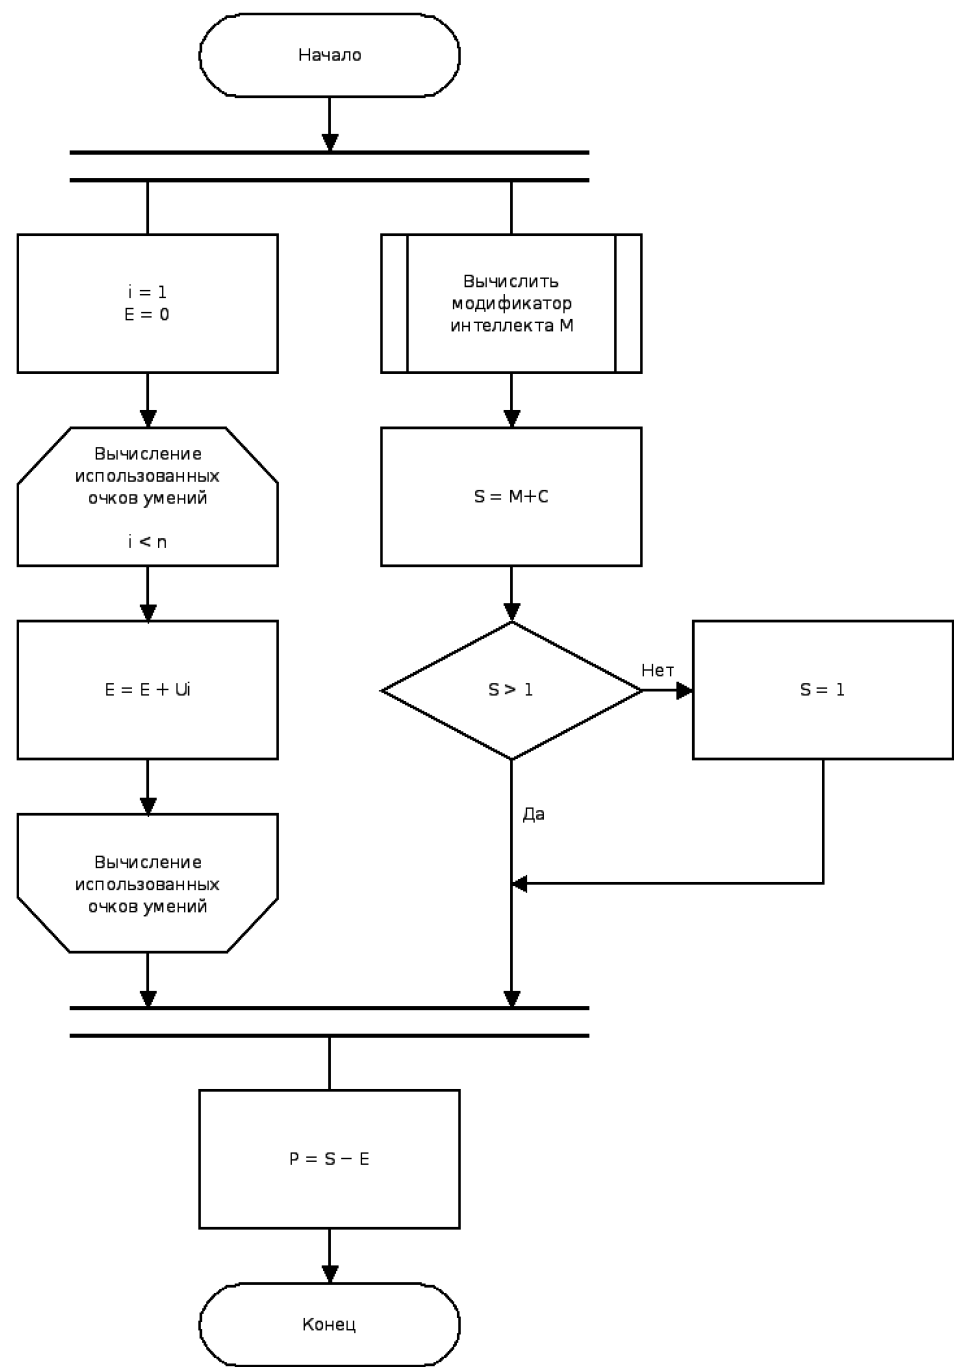 Начало
i = 1
E = 0
Вычислить
модификатор
интеллекта M
Вычисление
использованных
очков умений
i < n
S = M+C
E = E + Ui
S > 1
Нет
S = 1
Да
Вычисление
использованных
очков умений
P = S − E
Конец